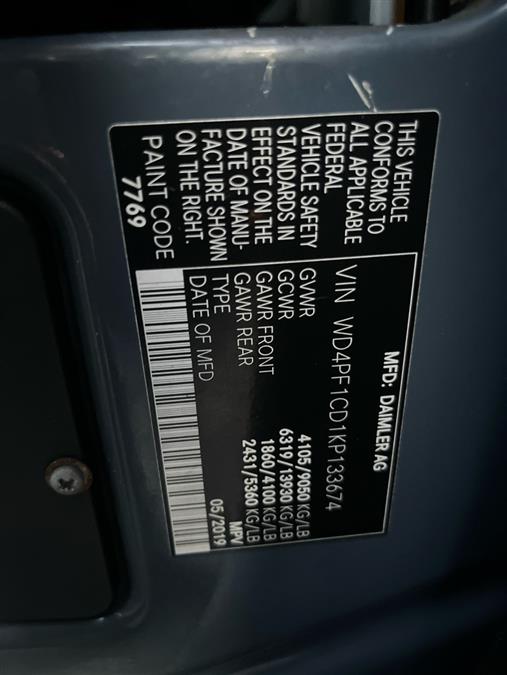 MFD: DAIMLER AG
VIN WD4PF1CD1KP133674
GVWR 4105/9050 KG/LB
GCWR 6319/13930 KG/LB
GAWR FRONT 1860/4100 KG/LB
GAWR REAR 2431/5360 KG/LB
TYPE MPV
DATE OF MFD 05/2019
THIS VEHICLE
CONFORMS TO
ALL APPLICABLE
FEDERAL
VEHICLE SAFETY
STANDARDS IN
EFFECT ON THE
DATE OF MANU-
FACTURE SHOWN
ON THE RIGHT.
PAINT CODE
7769